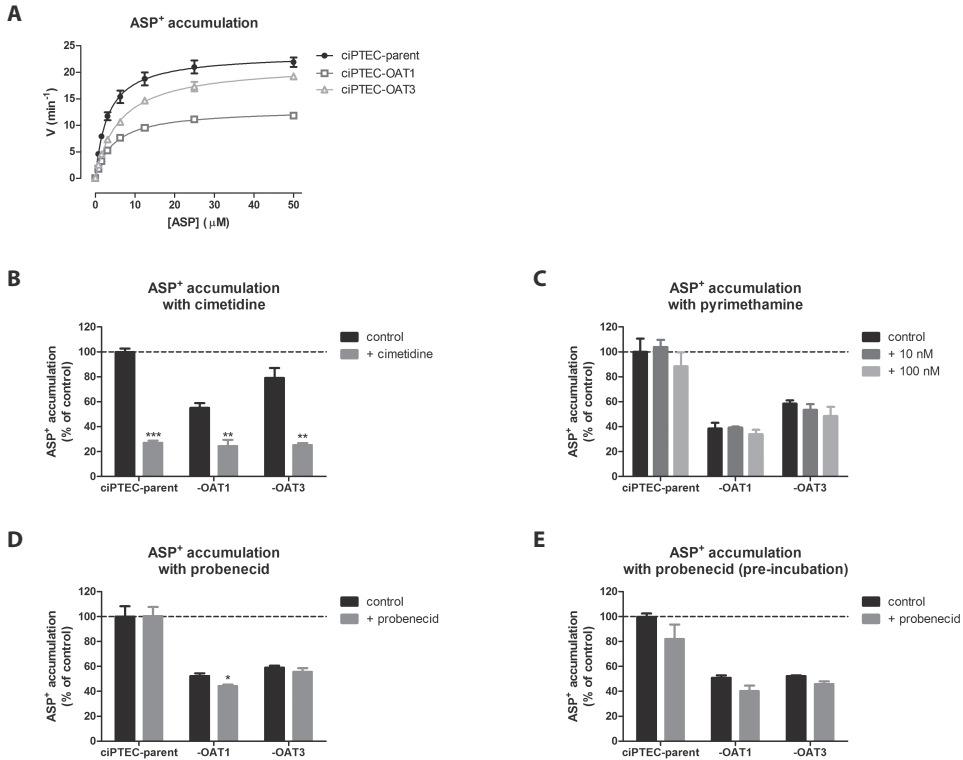 A
ASP⁺ accumulation
25
20
15
10
5
0
V (min⁻¹)
0 10 20 30 40 50
[ASP] ( μM)
ciPTEC-parent
ciPTEC-OAT1
ciPTEC-OAT3
B
ASP⁺ accumulation
with cimetidine
120
100
80
60
40
20
0
ASP⁺ accumulation
(% of control)
*** ** **
ciPTEC-parent -OAT1 -OAT3
control
+ cimetidine
C
ASP⁺ accumulation
with pyrimethamine
120
100
80
60
40
20
0
ASP⁺ accumulation
(% of control)
ciPTEC-parent -OAT1 -OAT3
control
+ 10 nM
+ 100 nM
D
ASP⁺ accumulation
with probenecid
120
100
80
60
40
20
0
ASP⁺ accumulation
(% of control)
*
ciPTEC-parent -OAT1 -OAT3
control
+ probenecid
E
ASP⁺ accumulation
with probenecid (pre-incubation)
120
100
80
60
40
20
0
ASP⁺ accumulation
(% of control)
ciPTEC-parent -OAT1 -OAT3
control
+ probenecid